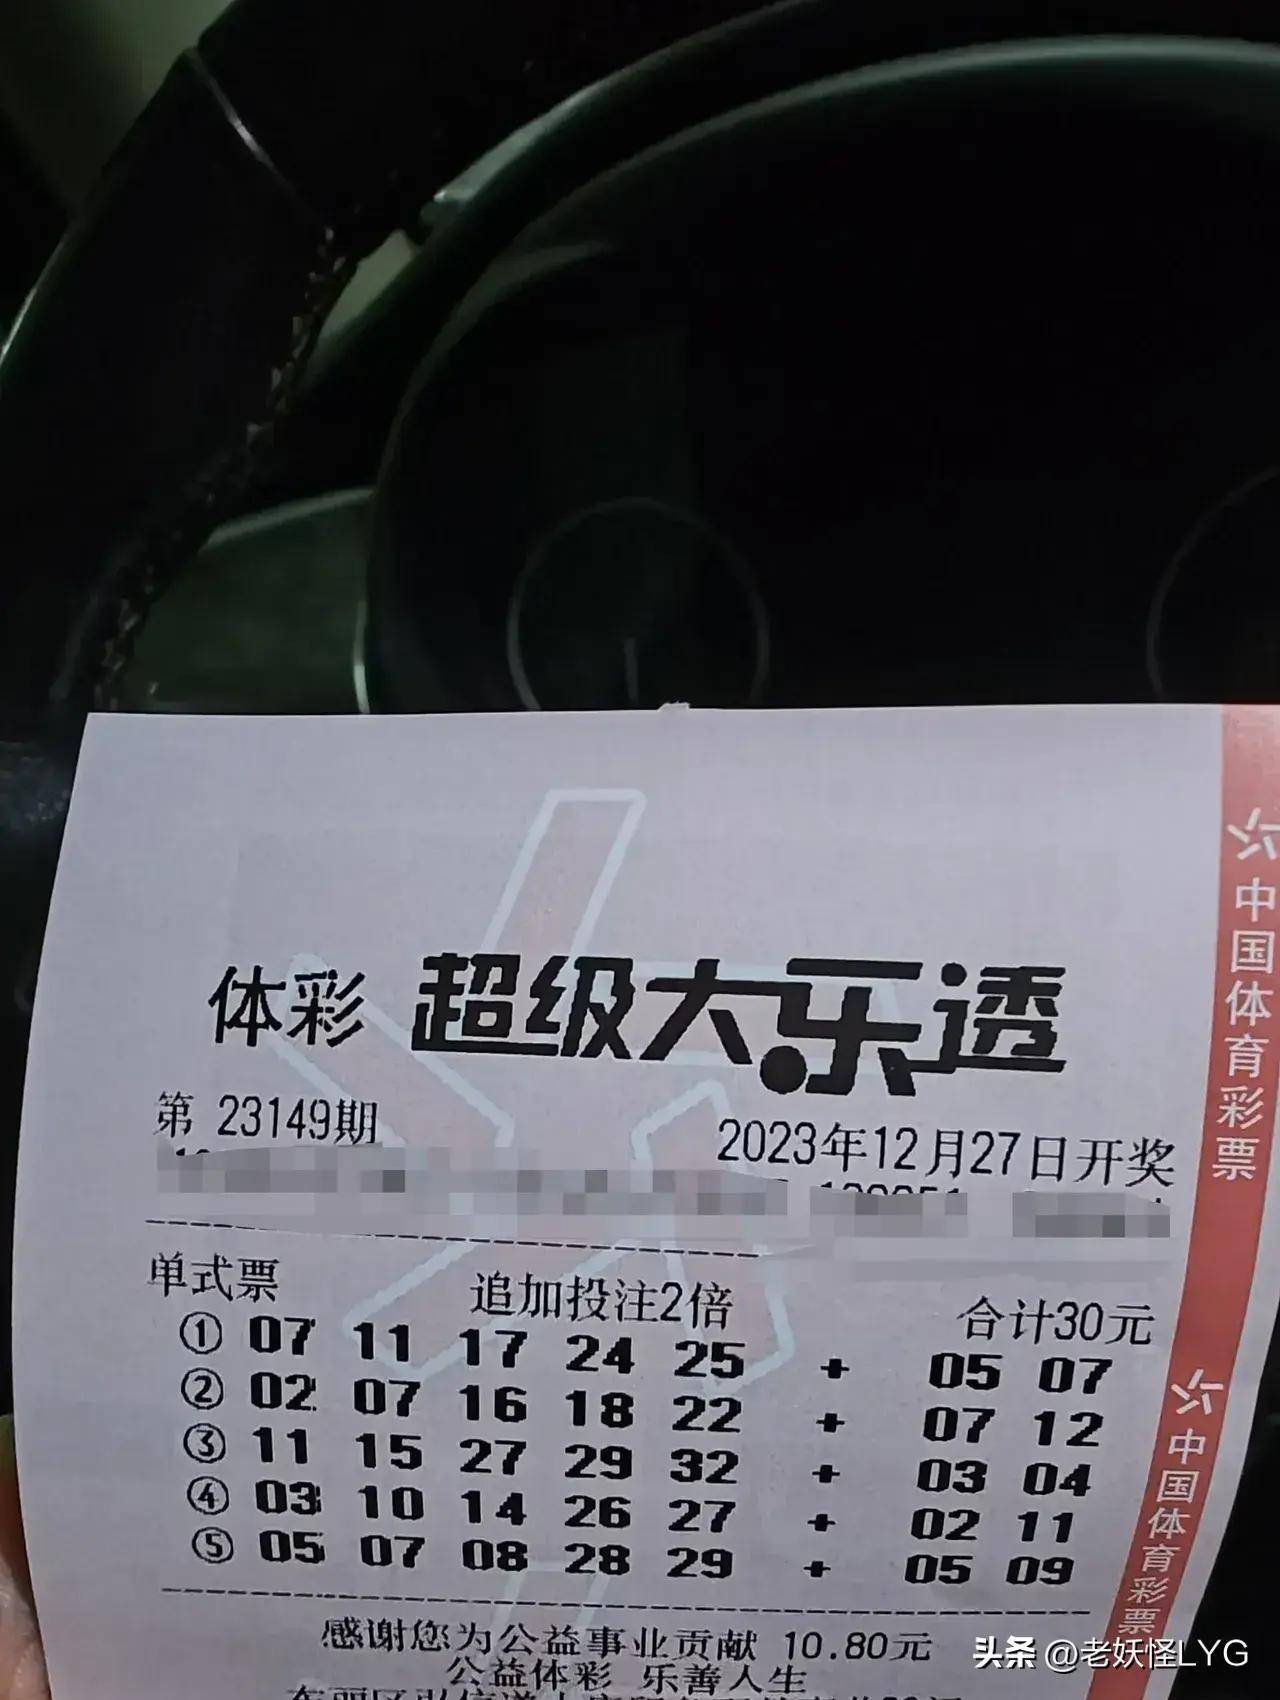 体彩 超级大乐透
第 23149期
2023年12月27日开奖
单式票 追加投注2倍 合计30元
① 07 11 17 24 25 + 05 07
② 02 07 16 18 22 + 07 12
③ 11 15 27 29 32 + 03 04
④ 03 10 14 26 27 + 02 11
⑤ 05 07 08 28 29 + 05 09
感谢您为公益事业贡献 10.80元
公益体彩 乐善人生
中国体育彩票
中国体育彩票
头条 @老妖怪LYG